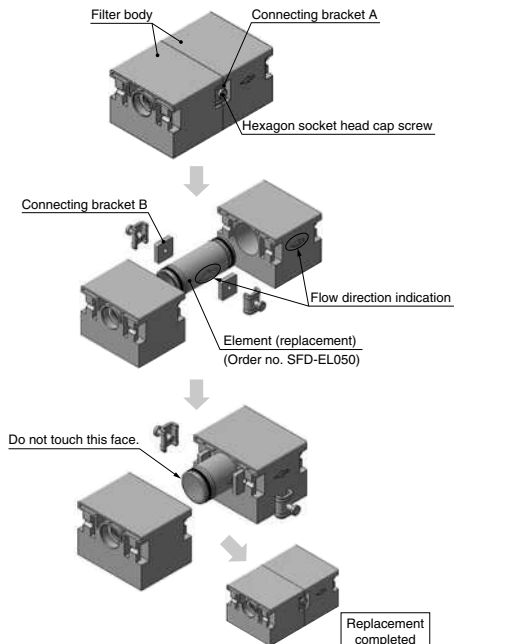 Filter body
Connecting bracket A
Hexagon socket head cap screw
Connecting bracket B
Flow direction indication
Element (replacement)
(Order no. SFD-EL050)
Do not touch this face.
Replacement
completed